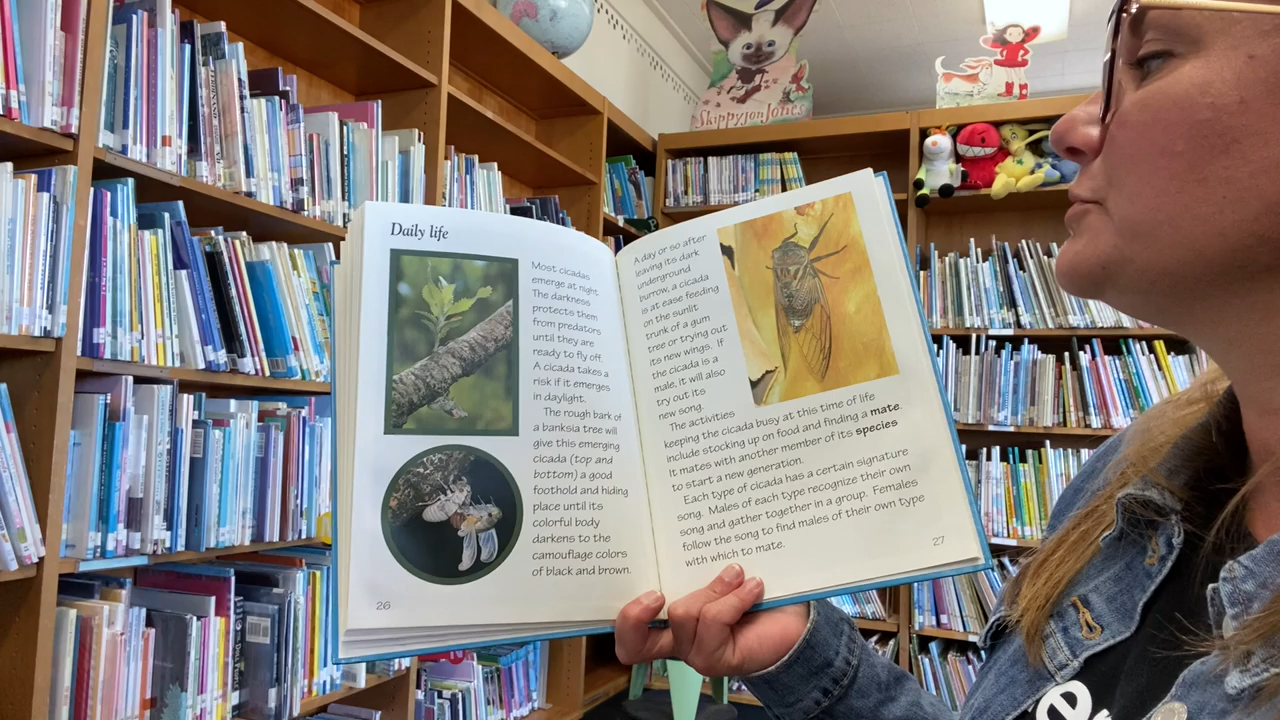 SkippyjonJones
Daily life
Most cicadas
emerge at night.
The darkness
protects them
from predators
until they are
ready to fly off.
A cicada takes a
risk if it emerges
in daylight.
The rough bark of
a banksia tree will
give this emerging
cicada (top and
bottom) a good
foothold and hiding
place until its
colorful body
darkens to the
camouflage colors
of black and brown.
26
A day or so after
leaving its dark
underground
burrow, a cicada
is at ease feeding
on the sunlit
trunk of a gum
tree or trying out
its new wings. If
the cicada is a
male, it will also
try out its
new song.
The activities
keeping the cicada busy at this time of life
include stocking up on food and finding a mate.
It mates with another member of its species
to start a new generation.
Each type of cicada has a certain signature
song. Males of each type recognize their own
song and gather together in a group. Females
follow the song to find males of their own type
with which to mate.
27